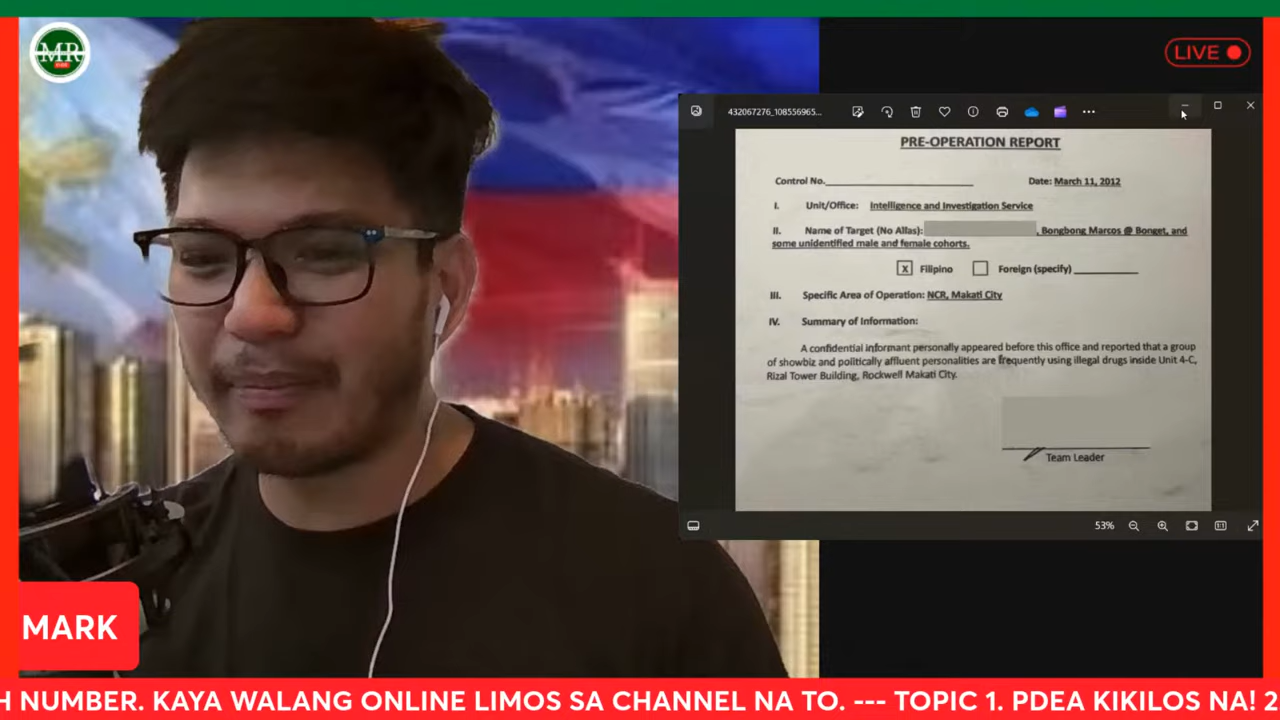 MR
LIVE
432067276_108556965...
PRE-OPERATION REPORT
Control No.
Date: March 11, 2012
I. Unit/Office: Intelligence and Investigation Service
II. Name of Target (No Alias): , Bongbong Marcos @ Bonget, and
some unidentified male and female cohorts.
X Filipino Foreign (specify)
III. Specific Area of Operation: NCR, Makati City
IV. Summary of Information:
A confidential informant personally appeared before this office and reported that a group
of showbiz and politically affluent personalities are frequently using illegal drugs inside Unit 4-C,
Rizal Tower Building, Rockwell Makati City.
Team Leader
53%
MARK
H NUMBER. KAYA WALANG ONLINE LIMOS SA CHANNEL NA TO. --- TOPIC 1. PDEA KIKILOS NA! 2